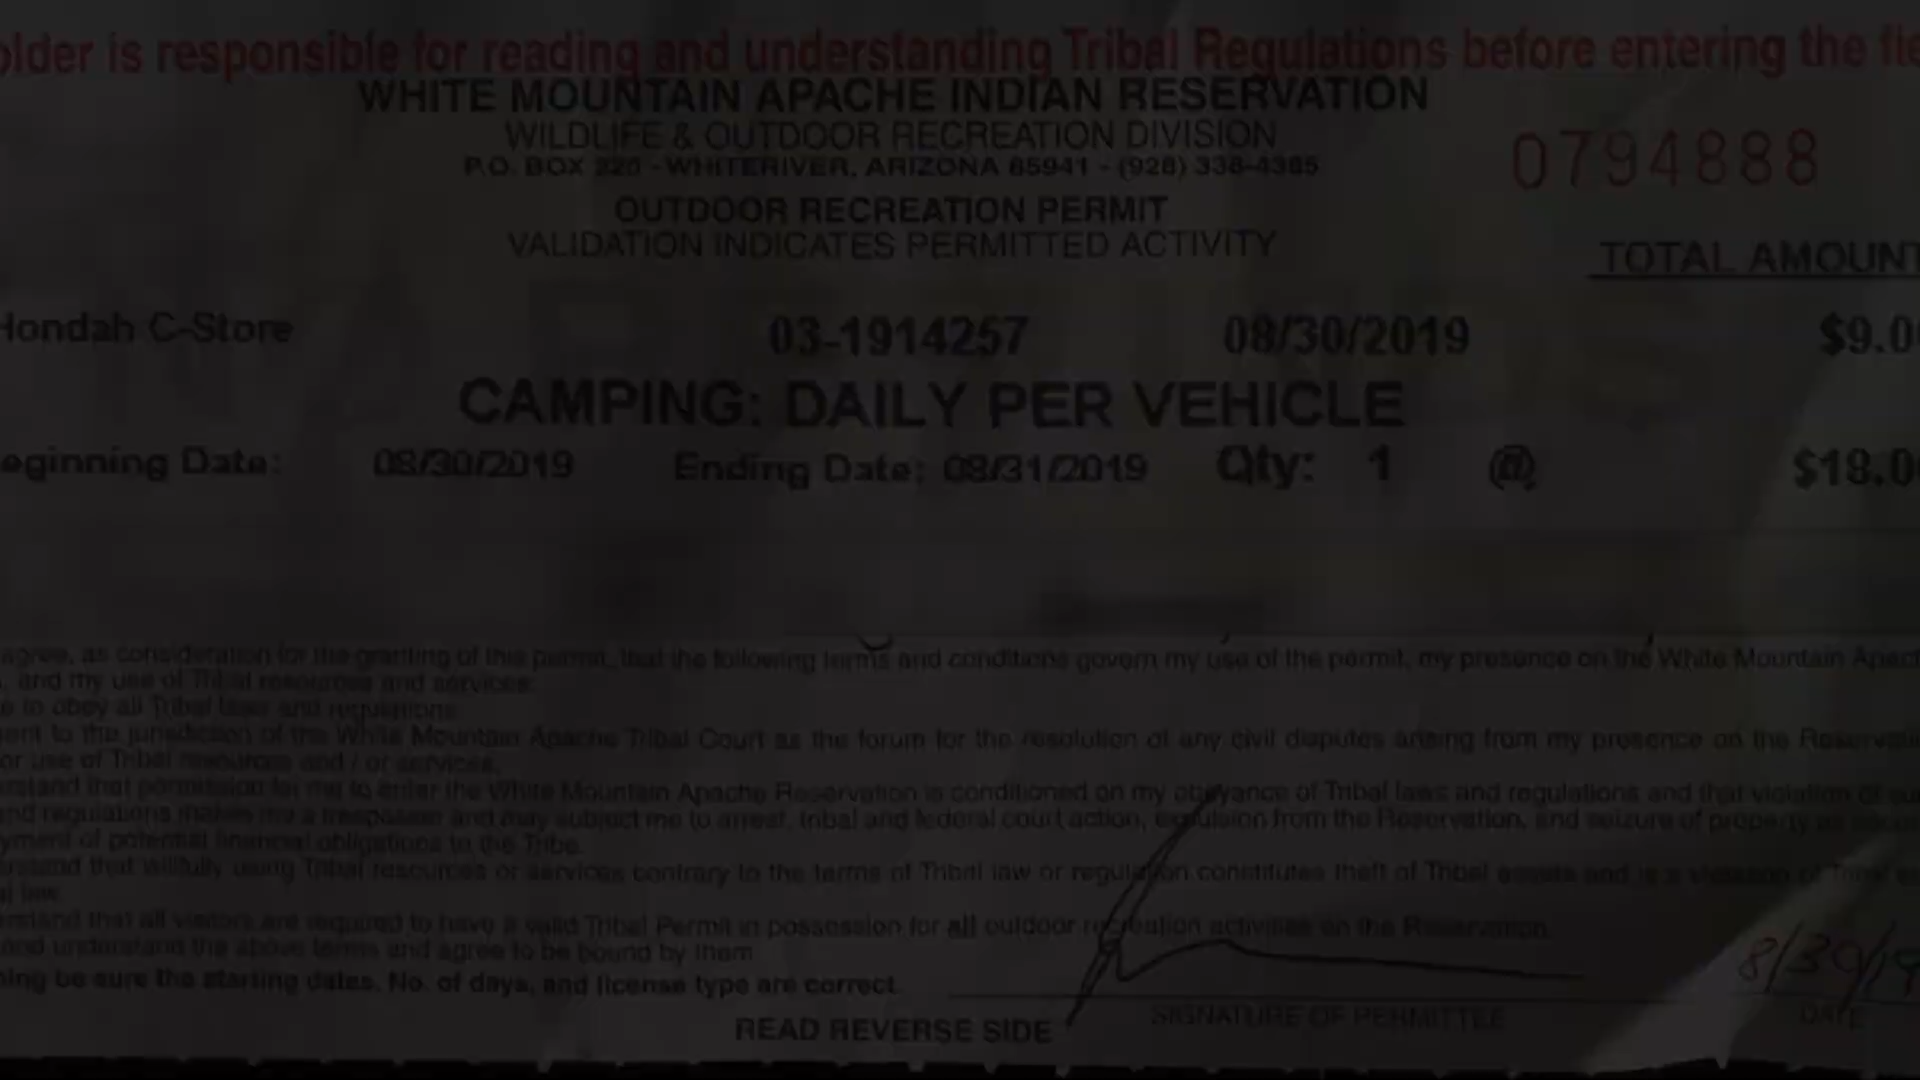 older is responsible for reading and understanding Tribal Regulations before entering the fie
WHITE MOUNTAIN APACHE INDIAN RESERVATION
WILDLIFE & OUTDOOR RECREATION DIVISION
0794888
P.O. BOX 220 - WHITERIVER, ARIZONA 85941 - (928) 338-4385
OUTDOOR RECREATION PERMIT
VALIDATION INDICATES PERMITTED ACTIVITY
TOTAL AMOUNT
Hondah C-Store 03-1914257 08/30/2019 $9.0
CAMPING: DAILY PER VEHICLE
eginning Date: 08/30/2019 Ending Date: 08/31/2019 Qty: 1 @ $18.0
agree, as consideration for the granting of this permit, that the following terms and conditions govern my use of the permit, my presence on the White Mountain Apach
, and my use of Tribal resources and services:
e to obey all Tribal laws and regulations.
ent to the jurisdiction of the White Mountain Apache Tribal Court as the forum for the resolution of any civil disputes arising from my presence on the Reservati
or use of Tribal resources and / or services.
rstand that permission for me to enter the White Mountain Apache Reservation is conditioned on my obeyance of Tribal laws and regulations and that violation of
nd regulations makes me a trespasser and may subject me to arrest, tribal and federal court action, expulsion from the Reservation, and seizure of property as
yment of potential financial obligations to the Tribe.
rstand that willfully using Tribal resources or services contrary to the terms of Tribal law or regulation constitutes theft of Tribal assets and is a violation of Tribal
al law.
rstand that all visitors are required to have a valid Tribal Permit in possession for all outdoor recreation activities on the Reservation.
and understand the above terms and agree to be bound by them
ning be sure the starting dates, No. of days, and license type are correct.
8/30/19
SIGNATURE OF PERMITTEE DATE
READ REVERSE SIDE